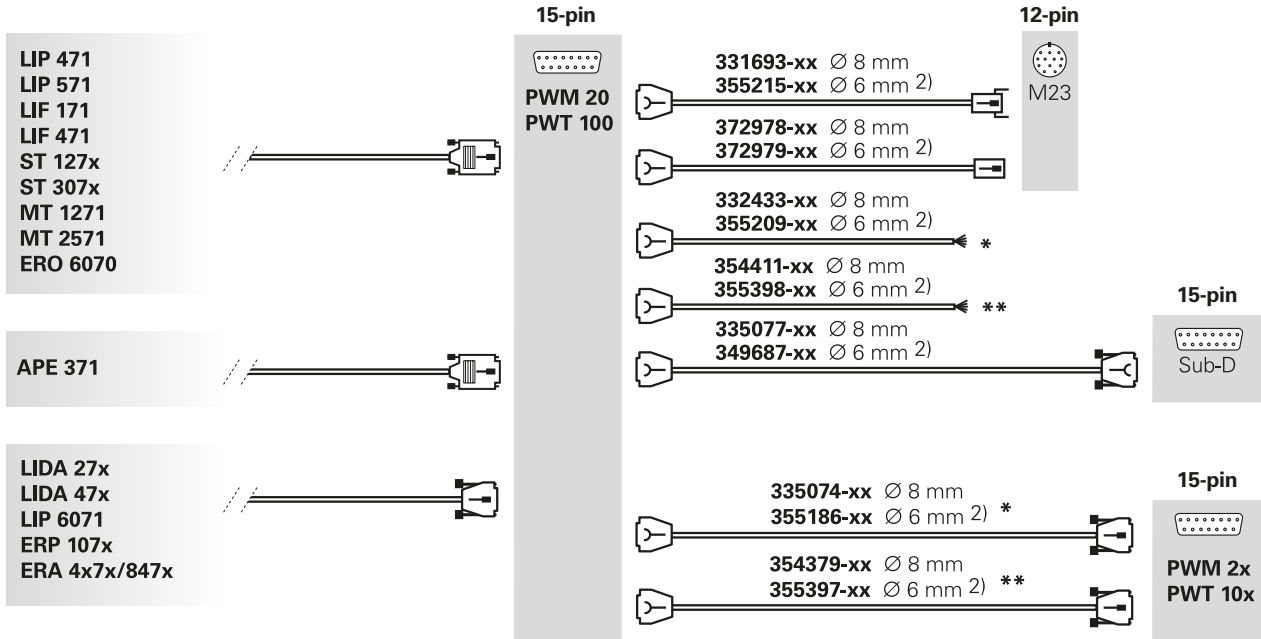 15-pin
12-pin
LIP 471
LIP 571
LIF 171
LIF 471
ST 127x
ST 307x
MT 1271
MT 2571
ERO 6070
APE 371
LIDA 27x
LIDA 47x
LIP 6071
ERP 107x
ERA 4x7x/847x
PWM 20
PWT 100
331693-xx Ø 8 mm
355215-xx Ø 6 mm 2)
M23
372978-xx Ø 8 mm
372979-xx Ø 6 mm 2)
332433-xx Ø 8 mm
355209-xx Ø 6 mm 2)
*
354411-xx Ø 8 mm
355398-xx Ø 6 mm 2)
**
335077-xx Ø 8 mm
349687-xx Ø 6 mm 2)
15-pin
Sub-D
335074-xx Ø 8 mm
355186-xx Ø 6 mm 2) *
354379-xx Ø 8 mm
355397-xx Ø 6 mm 2) **
15-pin
PWM 2x
PWT 10x